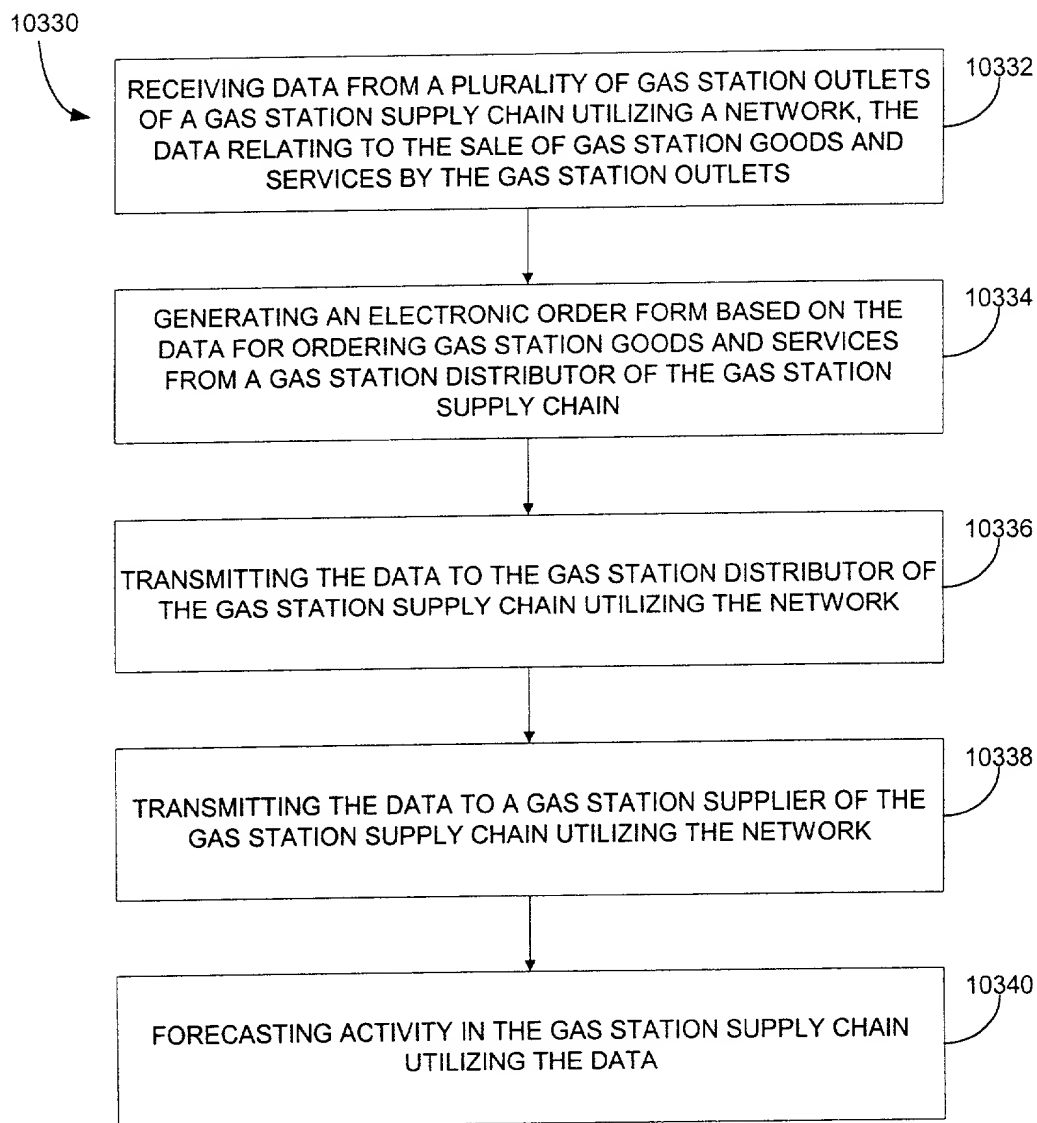 10330
10332
RECEIVING DATA FROM A PLURALITY OF GAS STATION OUTLETS
OF A GAS STATION SUPPLY CHAIN UTILIZING A NETWORK, THE
DATA RELATING TO THE SALE OF GAS STATION GOODS AND
SERVICES BY THE GAS STATION OUTLETS
10334
GENERATING AN ELECTRONIC ORDER FORM BASED ON THE
DATA FOR ORDERING GAS STATION GOODS AND SERVICES
FROM A GAS STATION DISTRIBUTOR OF THE GAS STATION
SUPPLY CHAIN
10336
TRANSMITTING THE DATA TO THE GAS STATION DISTRIBUTOR OF
THE GAS STATION SUPPLY CHAIN UTILIZING THE NETWORK
10338
TRANSMITTING THE DATA TO A GAS STATION SUPPLIER OF THE
GAS STATION SUPPLY CHAIN UTILIZING THE NETWORK
10340
FORECASTING ACTIVITY IN THE GAS STATION SUPPLY CHAIN
UTILIZING THE DATA